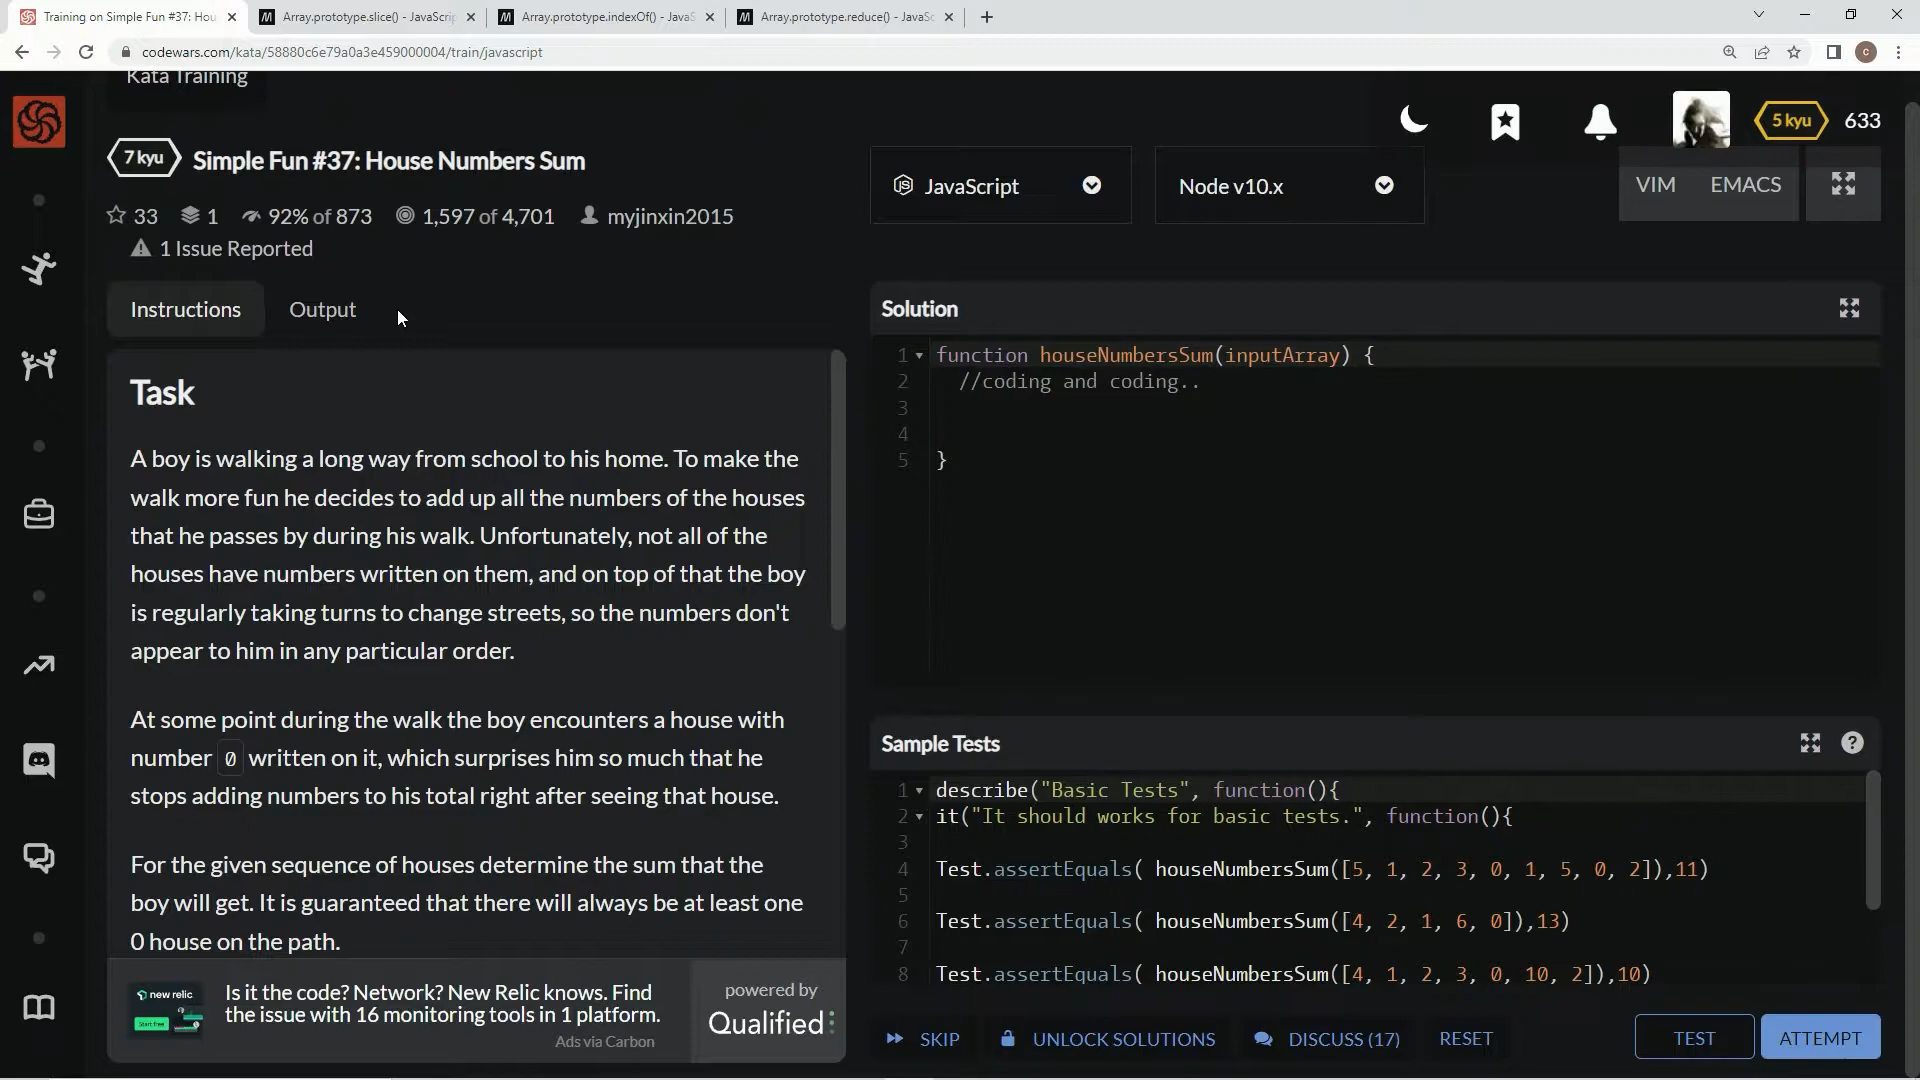 Training on Simple Fun #37: Hou
Array.prototype.slice() - JavaScrip
Array.prototype.indexOf() - JavaS
Array.prototype.reduce() - JavaSc
codewars.com/kata/58880c6e79a0a3e459000004/train/javascript
C
Kata Training
5 kyu
633
7 kyu
Simple Fun #37: House Numbers Sum
33
1
92% of 873
1,597 of 4,701
myjinxin2015
1 Issue Reported
JavaScript
Node v10.x
VIM
EMACS
Instructions
Output
Task
A boy is walking a long way from school to his home. To make the
walk more fun he decides to add up all the numbers of the houses
that he passes by during his walk. Unfortunately, not all of the
houses have numbers written on them, and on top of that the boy
is regularly taking turns to change streets, so the numbers don't
appear to him in any particular order.
At some point during the walk the boy encounters a house with
number 0 written on it, which surprises him so much that he
stops adding numbers to his total right after seeing that house.
For the given sequence of houses determine the sum that the
boy will get. It is guaranteed that there will always be at least one
0 house on the path.
new relic
Start free
Is it the code? Network? New Relic knows. Find
the issue with 16 monitoring tools in 1 platform.
Ads via Carbon
powered by
Qualified
Solution
1 function houseNumbersSum(inputArray) {
2 //coding and coding..
3
4
5 }
Sample Tests
1 describe("Basic Tests", function(){
2 it("It should works for basic tests.", function(){
3
4 Test.assertEquals( houseNumbersSum([5, 1, 2, 3, 0, 1, 5, 0, 2]),11)
5
6 Test.assertEquals( houseNumbersSum([4, 2, 1, 6, 0]),13)
7
8 Test.assertEquals( houseNumbersSum([4, 1, 2, 3, 0, 10, 2]),10)
SKIP
UNLOCK SOLUTIONS
DISCUSS (17)
RESET
TEST
ATTEMPT